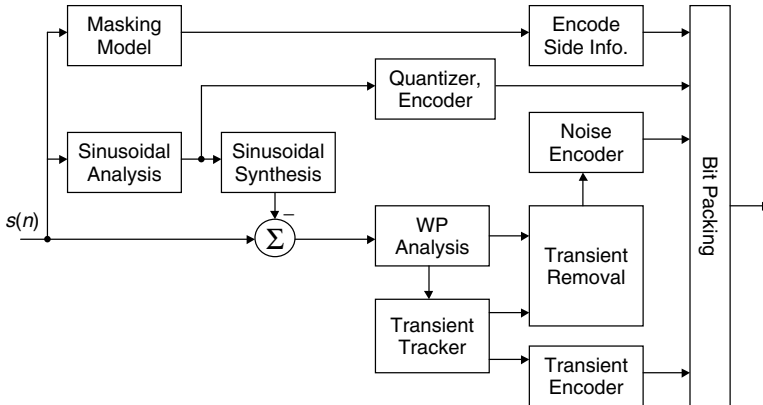 Masking
Model
Encode
Side Info.
Quantizer,
Encoder
Noise
Encoder
Sinusoidal
Analysis
Sinusoidal
Synthesis
s(n)
Σ
–
WP
Analysis
Transient
Removal
Transient
Tracker
Transient
Encoder
Bit Packing